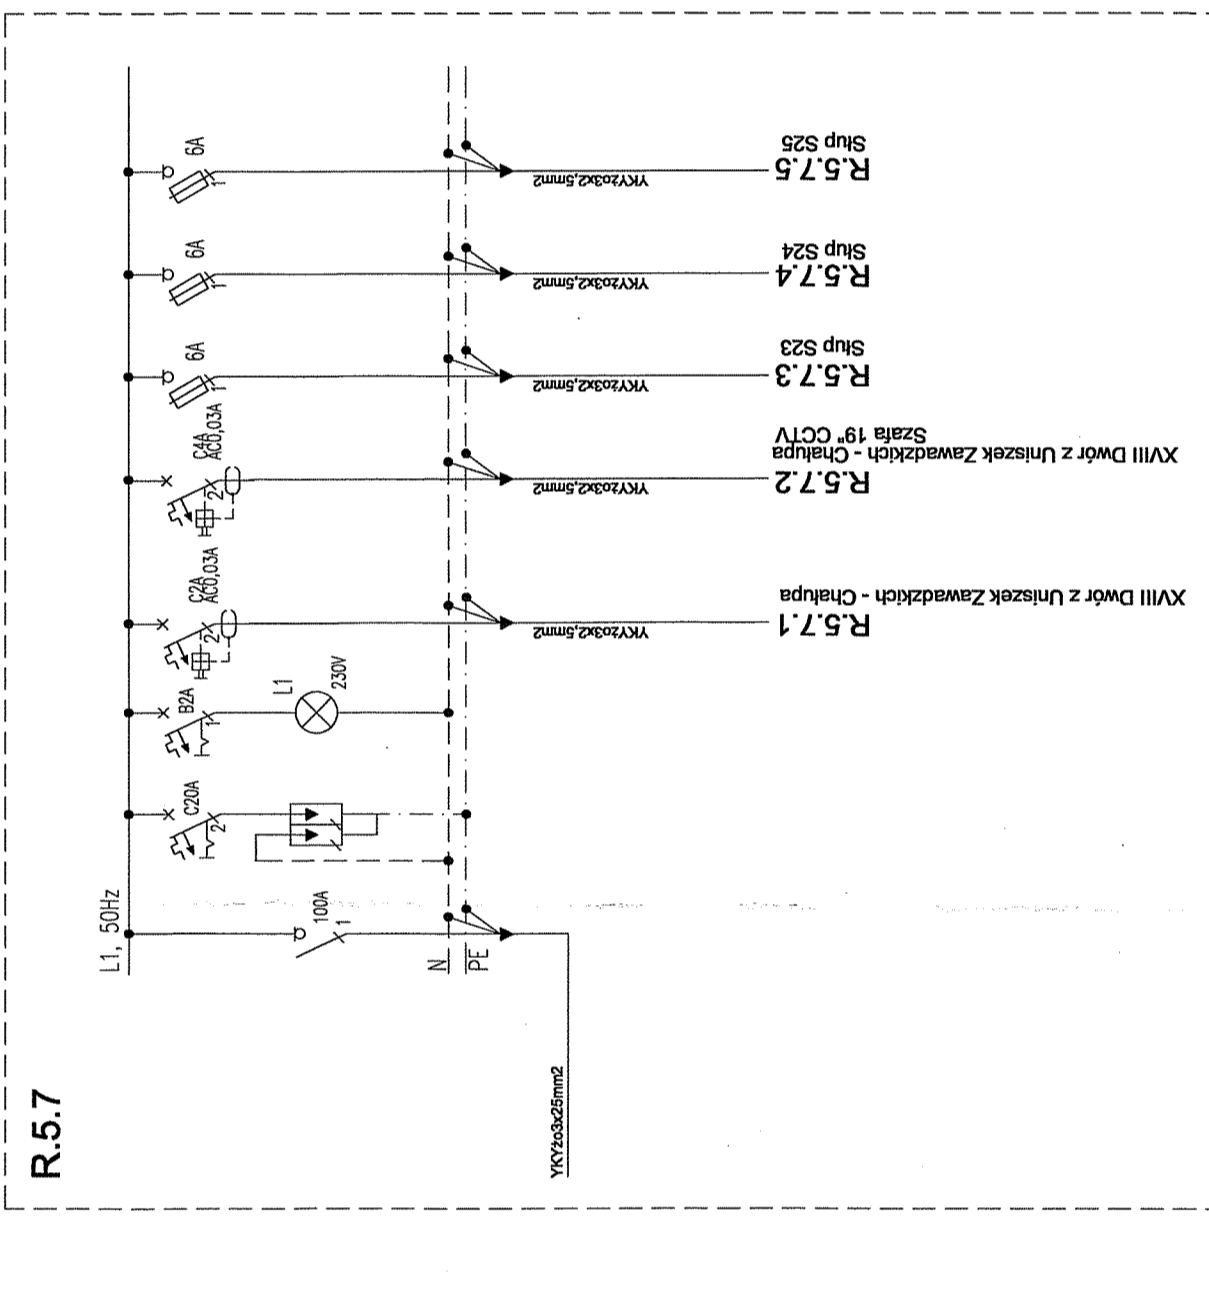 R.5.7
L1, 50Hz
100A
1
N
PE
YKYżo3x25mm2
C20A
2
B2A
1
L1
230V
C2A
AC0,03A
2
H
YKYżo3x2,5mm2
R.5.7.1
XVIII Dwór z Uniszek Zawadzkich - Chałupa
C4A
AC0,03A
2
H
YKYżo3x2,5mm2
R.5.7.2
XVIII Dwór z Uniszek Zawadzkich - Chałupa
Szafa 19" CCTV
6A
1
YKYżo3x2,5mm2
R.5.7.3
Słup S23
6A
1
YKYżo3x2,5mm2
R.5.7.4
Słup S24
6A
1
YKYżo3x2,5mm2
R.5.7.5
Słup S25